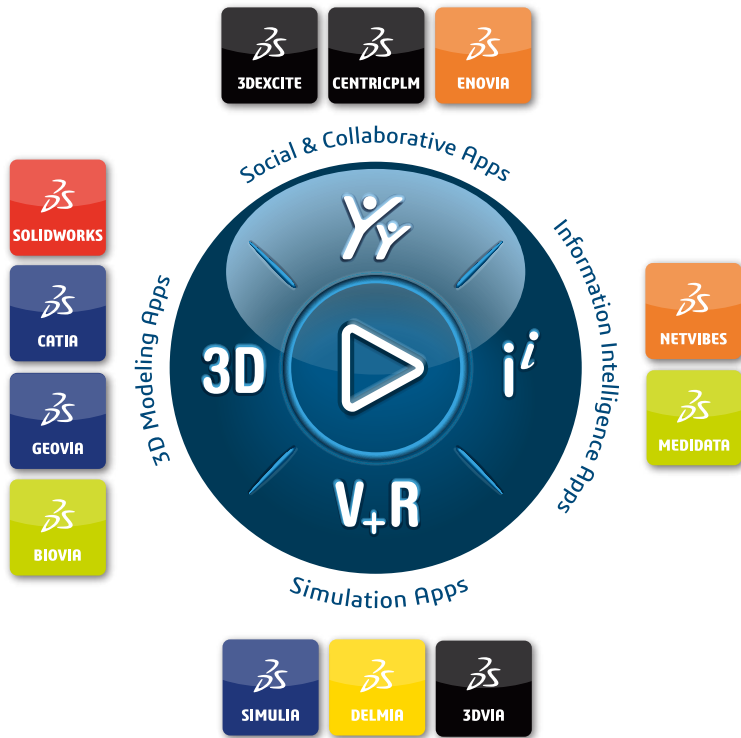 3DEXCITE
CENTRICPLM
ENOVIA
Social & Collaborative Apps
SOLIDWORKS
CATIA
GEOVIA
BIOVIA
3D Modeling Apps
3D
i i
V+R
Information Intelligence Apps
NETVIBES
MEDIDATA
Simulation Apps
SIMULIA
DELMIA
3DVIA